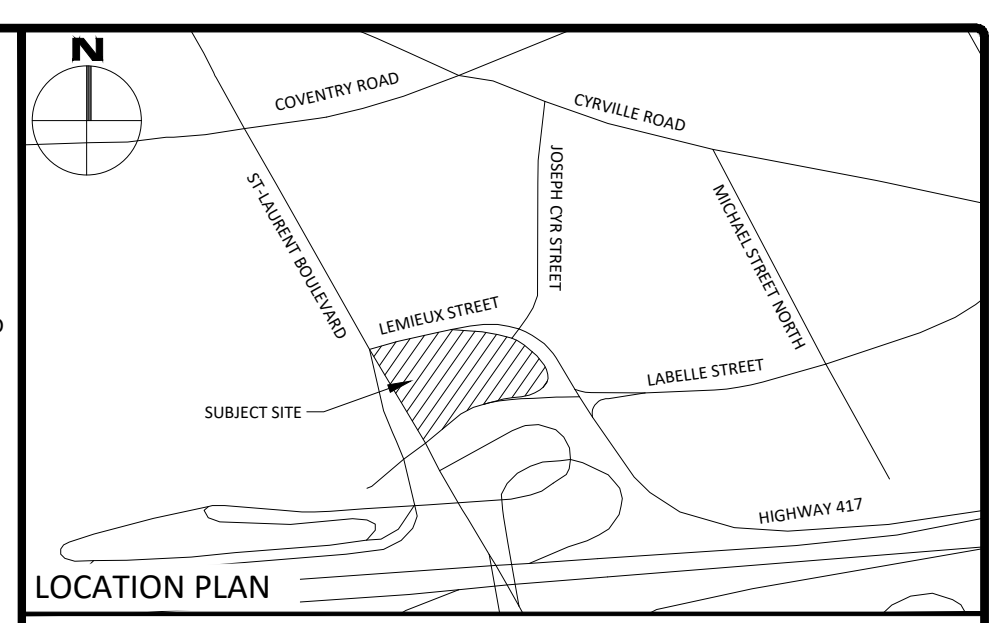 N
COVENTRY ROAD
CYRVILLE ROAD
ST-LAURENT BOULEVARD
JOSEPH CYR STREET
MICHAEL STREET NORTH
LEMIEUX STREET
LABELLE STREET
SUBJECT SITE
HIGHWAY 417
LOCATION PLAN